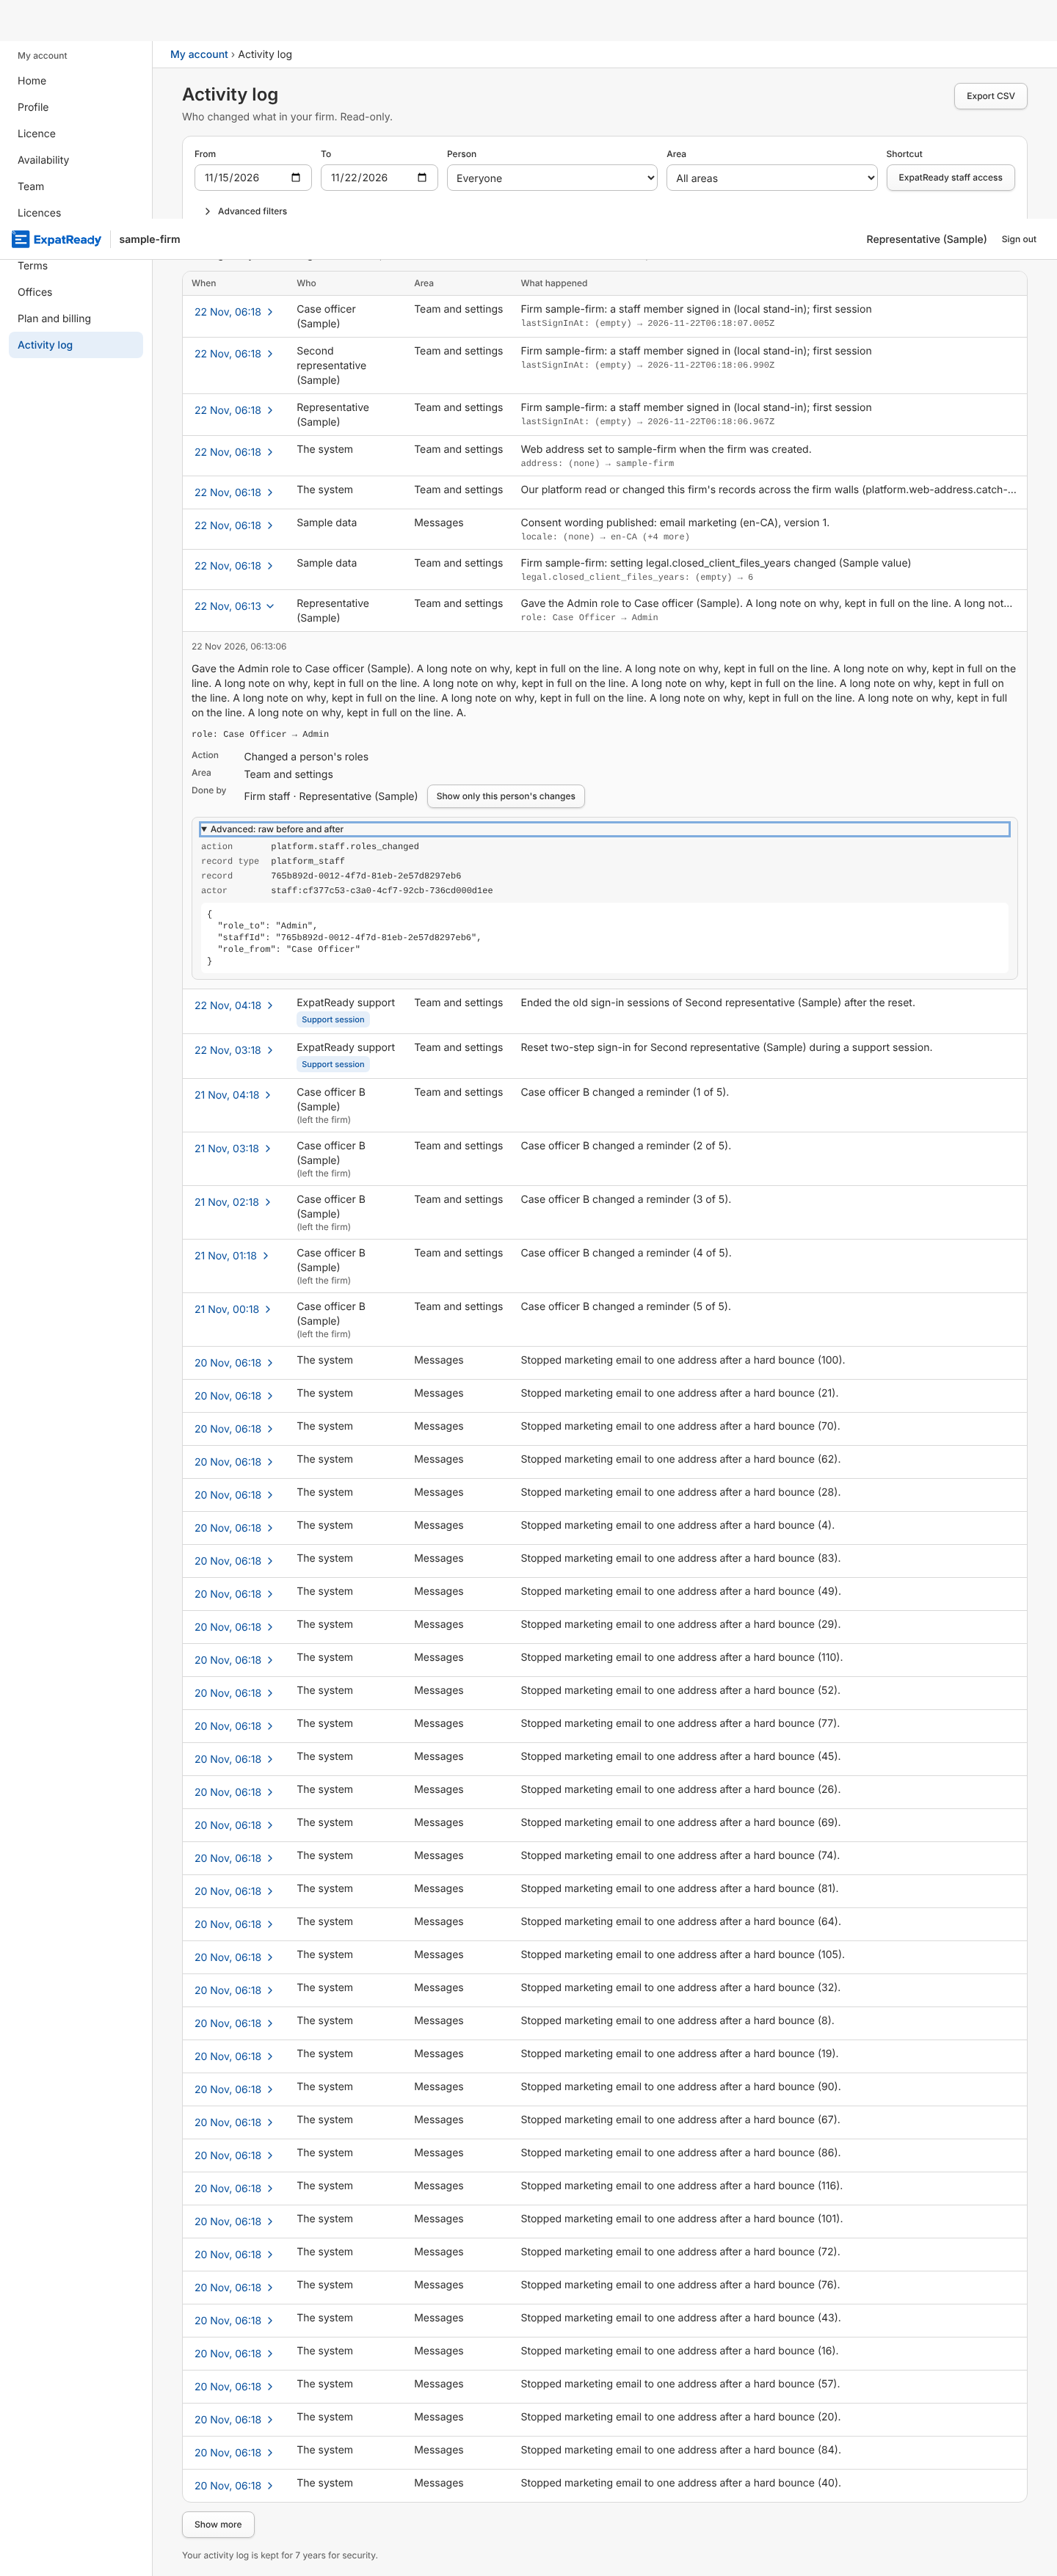 My account
Home
Profile
Licence
Availability
Team
Licences
ExpatReady
sample-firm
Representative (Sample)
Sign out
Terms
Offices
Plan and billing
Activity log
My account › Activity log
Activity log
Export CSV
Who changed what in your firm. Read-only.
From
To
Person
Area
Shortcut
11/15/2026
11/22/2026
Everyone
All areas
ExpatReady staff access
Advanced filters
When Who Area What happened
22 Nov, 06:18 Case officer (Sample) Team and settings Firm sample-firm: a staff member signed in (local stand-in); first session
lastSignInAt: (empty) → 2026-11-22T06:18:07.005Z
22 Nov, 06:18 Second representative (Sample) Team and settings Firm sample-firm: a staff member signed in (local stand-in); first session
lastSignInAt: (empty) → 2026-11-22T06:18:06.990Z
22 Nov, 06:18 Representative (Sample) Team and settings Firm sample-firm: a staff member signed in (local stand-in); first session
lastSignInAt: (empty) → 2026-11-22T06:18:06.967Z
22 Nov, 06:18 The system Team and settings Web address set to sample-firm when the firm was created.
address: (none) → sample-firm
22 Nov, 06:18 The system Team and settings Our platform read or changed this firm's records across the firm walls (platform.web-address.catch-...
22 Nov, 06:18 Sample data Messages Consent wording published: email marketing (en-CA), version 1.
locale: (none) → en-CA (+4 more)
22 Nov, 06:18 Sample data Team and settings Firm sample-firm: setting legal.closed_client_files_years changed (Sample value)
legal.closed_client_files_years: (empty) → 6
22 Nov, 06:13 Representative (Sample) Team and settings Gave the Admin role to Case officer (Sample). A long note on why, kept in full on the line. A long not...
role: Case Officer → Admin
22 Nov 2026, 06:13:06
Gave the Admin role to Case officer (Sample). A long note on why, kept in full on the line. A long note on why, kept in full on the line. A long note on why, kept in full on the
line. A long note on why, kept in full on the line. A long note on why, kept in full on the line. A long note on why, kept in full on the line. A long note on why, kept in full on
the line. A long note on why, kept in full on the line. A long note on why, kept in full on the line. A long note on why, kept in full on the line. A long note on why, kept in full
on the line. A long note on why, kept in full on the line. A.
role: Case Officer → Admin
Action Changed a person's roles
Area Team and settings
Done by Firm staff · Representative (Sample) Show only this person's changes
Advanced: raw before and after
action platform.staff.roles_changed
record type platform_staff
record 765b892d-0012-4f7d-81eb-2e57d8297eb6
actor staff:cf377c53-c3a0-4cf7-92cb-736cd000d1ee
{
"role_to": "Admin",
"staffId": "765b892d-0012-4f7d-81eb-2e57d8297eb6",
"role_from": "Case Officer"
}
22 Nov, 04:18 ExpatReady support Team and settings Ended the old sign-in sessions of Second representative (Sample) after the reset.
Support session
22 Nov, 03:18 ExpatReady support Team and settings Reset two-step sign-in for Second representative (Sample) during a support session.
Support session
21 Nov, 04:18 Case officer B (Sample) Team and settings Case officer B changed a reminder (1 of 5).
(left the firm)
21 Nov, 03:18 Case officer B (Sample) Team and settings Case officer B changed a reminder (2 of 5).
(left the firm)
21 Nov, 02:18 Case officer B (Sample) Team and settings Case officer B changed a reminder (3 of 5).
(left the firm)
21 Nov, 01:18 Case officer B (Sample) Team and settings Case officer B changed a reminder (4 of 5).
(left the firm)
21 Nov, 00:18 Case officer B (Sample) Team and settings Case officer B changed a reminder (5 of 5).
(left the firm)
20 Nov, 06:18 The system Messages Stopped marketing email to one address after a hard bounce (100).
20 Nov, 06:18 The system Messages Stopped marketing email to one address after a hard bounce (21).
20 Nov, 06:18 The system Messages Stopped marketing email to one address after a hard bounce (70).
20 Nov, 06:18 The system Messages Stopped marketing email to one address after a hard bounce (62).
20 Nov, 06:18 The system Messages Stopped marketing email to one address after a hard bounce (28).
20 Nov, 06:18 The system Messages Stopped marketing email to one address after a hard bounce (4).
20 Nov, 06:18 The system Messages Stopped marketing email to one address after a hard bounce (83).
20 Nov, 06:18 The system Messages Stopped marketing email to one address after a hard bounce (49).
20 Nov, 06:18 The system Messages Stopped marketing email to one address after a hard bounce (29).
20 Nov, 06:18 The system Messages Stopped marketing email to one address after a hard bounce (110).
20 Nov, 06:18 The system Messages Stopped marketing email to one address after a hard bounce (52).
20 Nov, 06:18 The system Messages Stopped marketing email to one address after a hard bounce (77).
20 Nov, 06:18 The system Messages Stopped marketing email to one address after a hard bounce (45).
20 Nov, 06:18 The system Messages Stopped marketing email to one address after a hard bounce (26).
20 Nov, 06:18 The system Messages Stopped marketing email to one address after a hard bounce (69).
20 Nov, 06:18 The system Messages Stopped marketing email to one address after a hard bounce (74).
20 Nov, 06:18 The system Messages Stopped marketing email to one address after a hard bounce (81).
20 Nov, 06:18 The system Messages Stopped marketing email to one address after a hard bounce (64).
20 Nov, 06:18 The system Messages Stopped marketing email to one address after a hard bounce (105).
20 Nov, 06:18 The system Messages Stopped marketing email to one address after a hard bounce (32).
20 Nov, 06:18 The system Messages Stopped marketing email to one address after a hard bounce (8).
20 Nov, 06:18 The system Messages Stopped marketing email to one address after a hard bounce (19).
20 Nov, 06:18 The system Messages Stopped marketing email to one address after a hard bounce (90).
20 Nov, 06:18 The system Messages Stopped marketing email to one address after a hard bounce (67).
20 Nov, 06:18 The system Messages Stopped marketing email to one address after a hard bounce (86).
20 Nov, 06:18 The system Messages Stopped marketing email to one address after a hard bounce (116).
20 Nov, 06:18 The system Messages Stopped marketing email to one address after a hard bounce (101).
20 Nov, 06:18 The system Messages Stopped marketing email to one address after a hard bounce (72).
20 Nov, 06:18 The system Messages Stopped marketing email to one address after a hard bounce (76).
20 Nov, 06:18 The system Messages Stopped marketing email to one address after a hard bounce (43).
20 Nov, 06:18 The system Messages Stopped marketing email to one address after a hard bounce (16).
20 Nov, 06:18 The system Messages Stopped marketing email to one address after a hard bounce (57).
20 Nov, 06:18 The system Messages Stopped marketing email to one address after a hard bounce (20).
20 Nov, 06:18 The system Messages Stopped marketing email to one address after a hard bounce (84).
20 Nov, 06:18 The system Messages Stopped marketing email to one address after a hard bounce (40).
Show more
Your activity log is kept for 7 years for security.